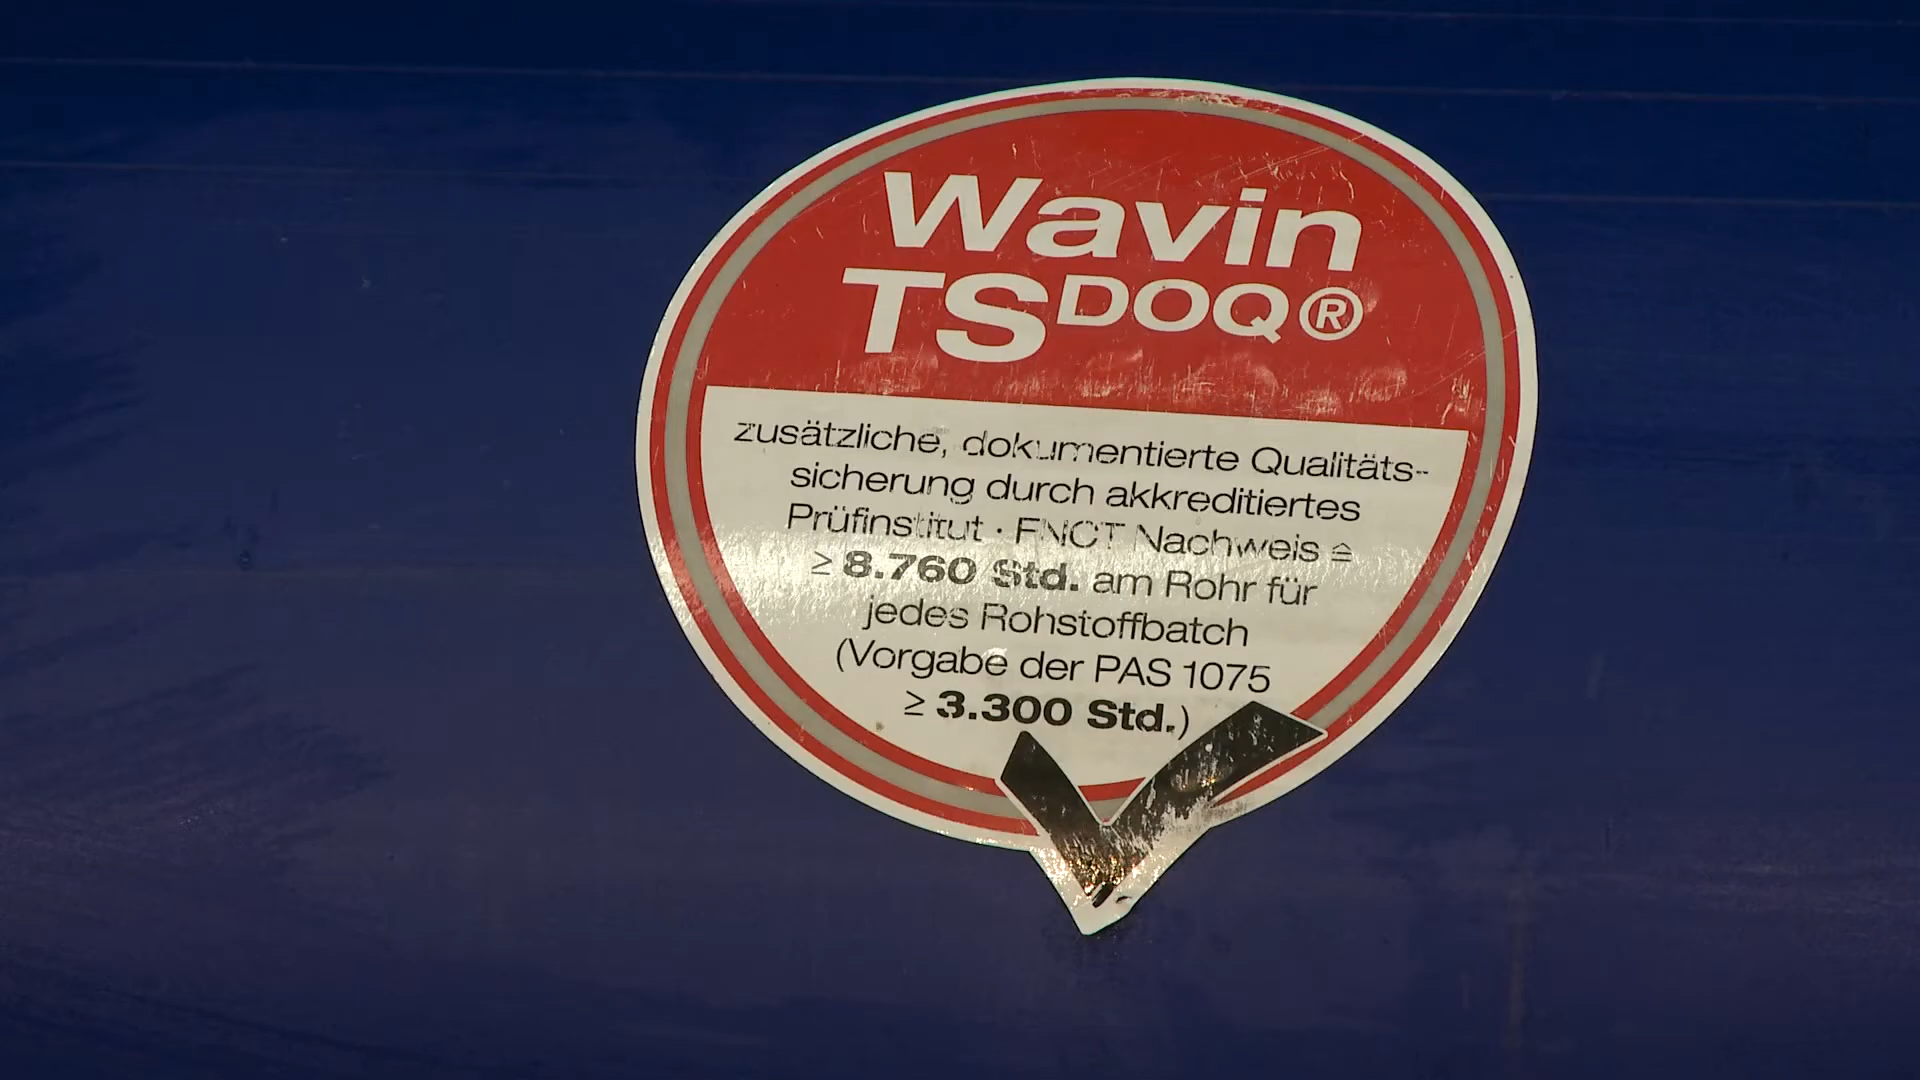 Wavin
TSDOQ®
zusätzliche, dokumentierte Qualitäts-
sicherung durch akkreditiertes
Prüfinstitut · FNCT Nachweis ≙
≥ 8.760 Std. am Rohr für
jedes Rohstoffbatch
(Vorgabe der PAS 1075
≥ 3.300 Std.)